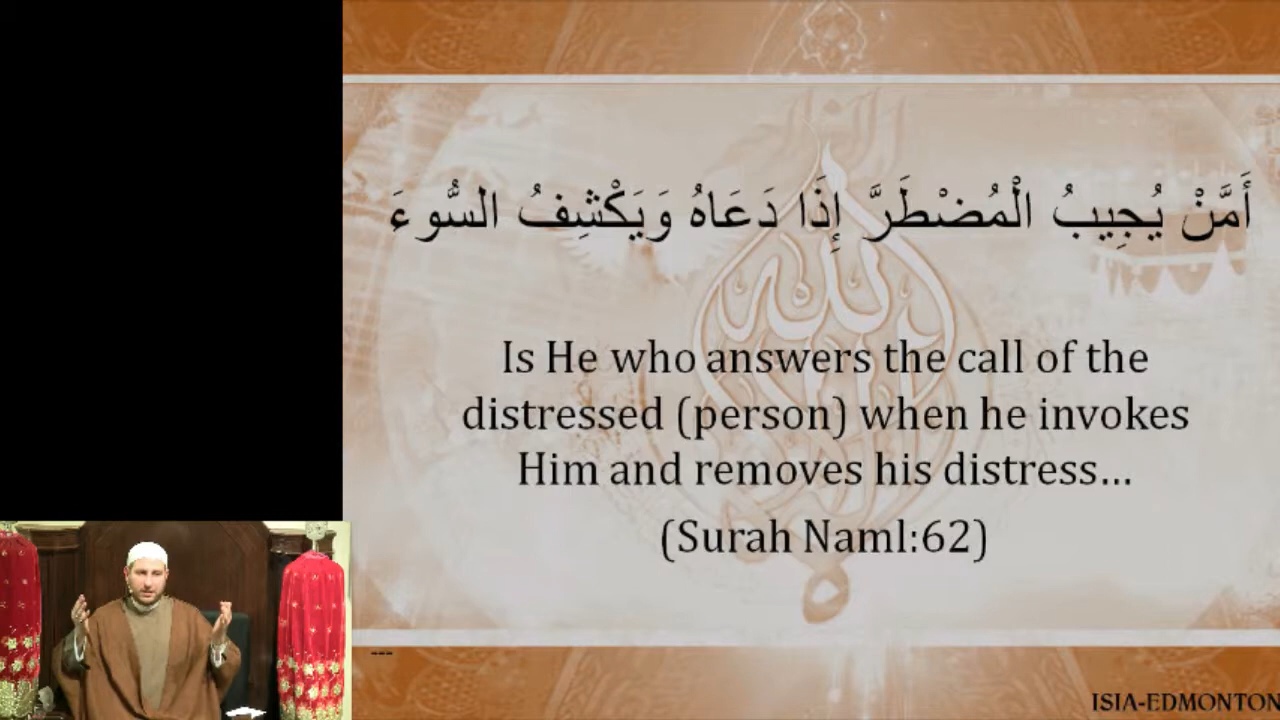 أَمَّنْ يُجِيبُ الْمُضْطَرَّ إِذَا دَعَاهُ وَيَكْشِفُ السُّوءَ
Is He who answers the call of the
distressed (person) when he invokes
Him and removes his distress…
(Surah Naml:62)
---
ISIA-EDMONTON